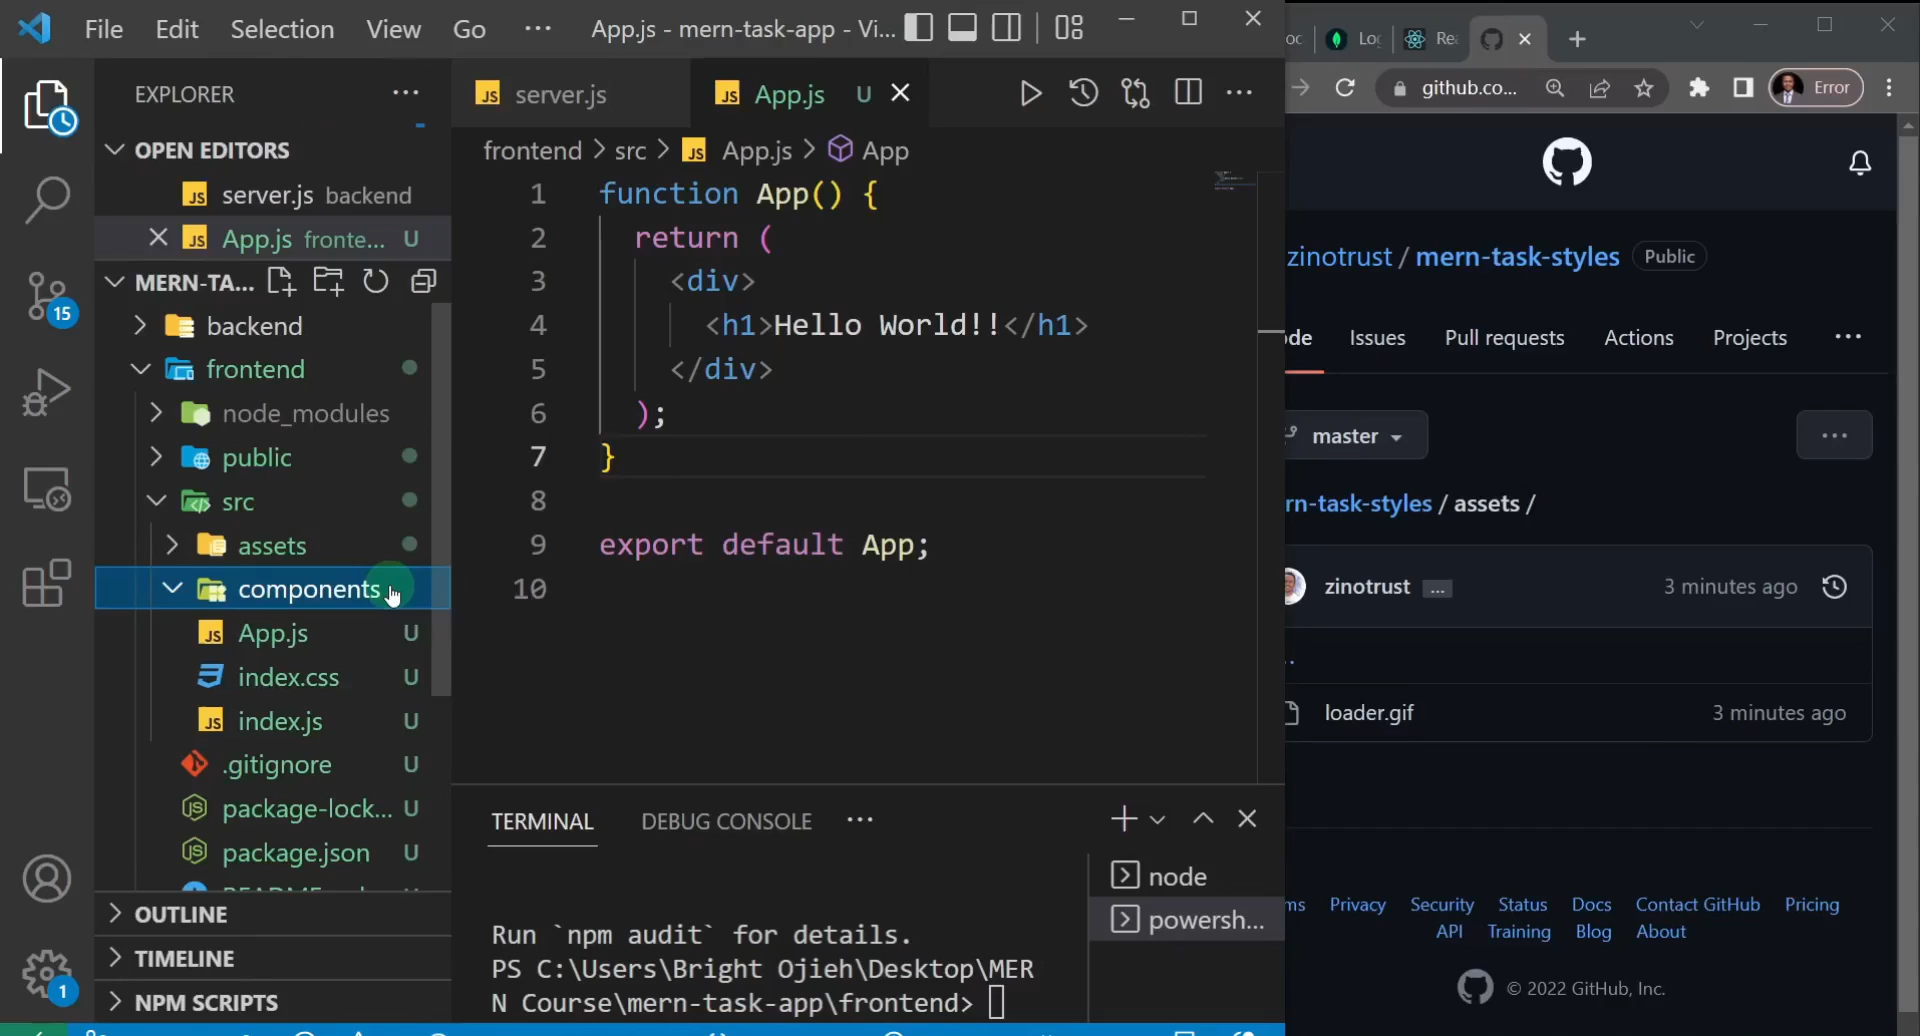 File Edit Selection View Go ··· App.js - mern-task-app - Vi...
EXPLORER ···
OPEN EDITORS
server.js backend
App.js fronte... U
MERN-TA...
backend
frontend
node_modules
public
src
assets
components
App.js U
index.css U
index.js U
.gitignore U
package-lock... U
package.json U
OUTLINE
TIMELINE
NPM SCRIPTS
15
1
server.js
App.js U
frontend > src > App.js > App
1 function App() {
2 return (
3 <div>
4 <h1>Hello World!!</h1>
5 </div>
6 );
7 }
8
9 export default App;
10
TERMINAL DEBUG CONSOLE ···
node
powersh...
Run `npm audit` for details.
PS C:\Users\Bright Ojieh\Desktop\MER
N Course\mern-task-app\frontend>
Lo Re
github.co... Error
zinotrust / mern-task-styles Public
de Issues Pull requests Actions Projects ···
master ···
rn-task-styles / assets /
zinotrust ... 3 minutes ago
loader.gif 3 minutes ago
ms Privacy Security Status Docs Contact GitHub Pricing
API Training Blog About
© 2022 GitHub, Inc.